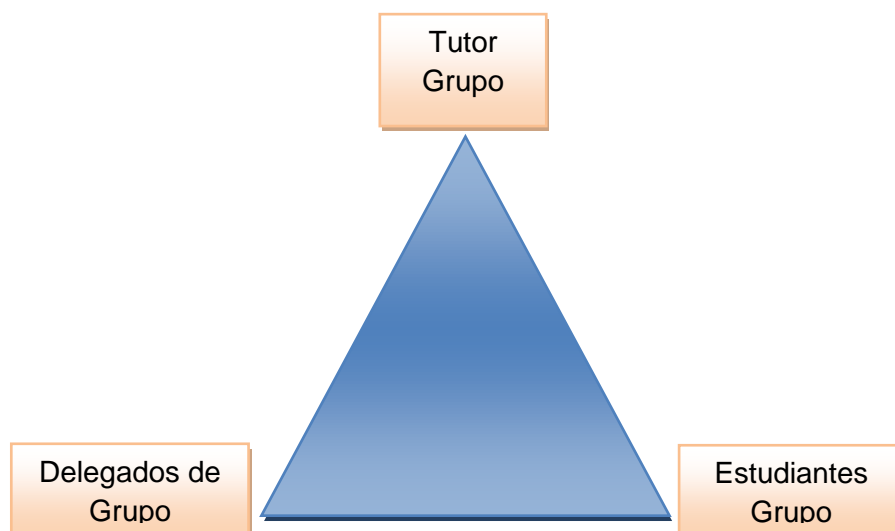 Tutor
Grupo
Delegados de
Grupo
Estudiantes
Grupo